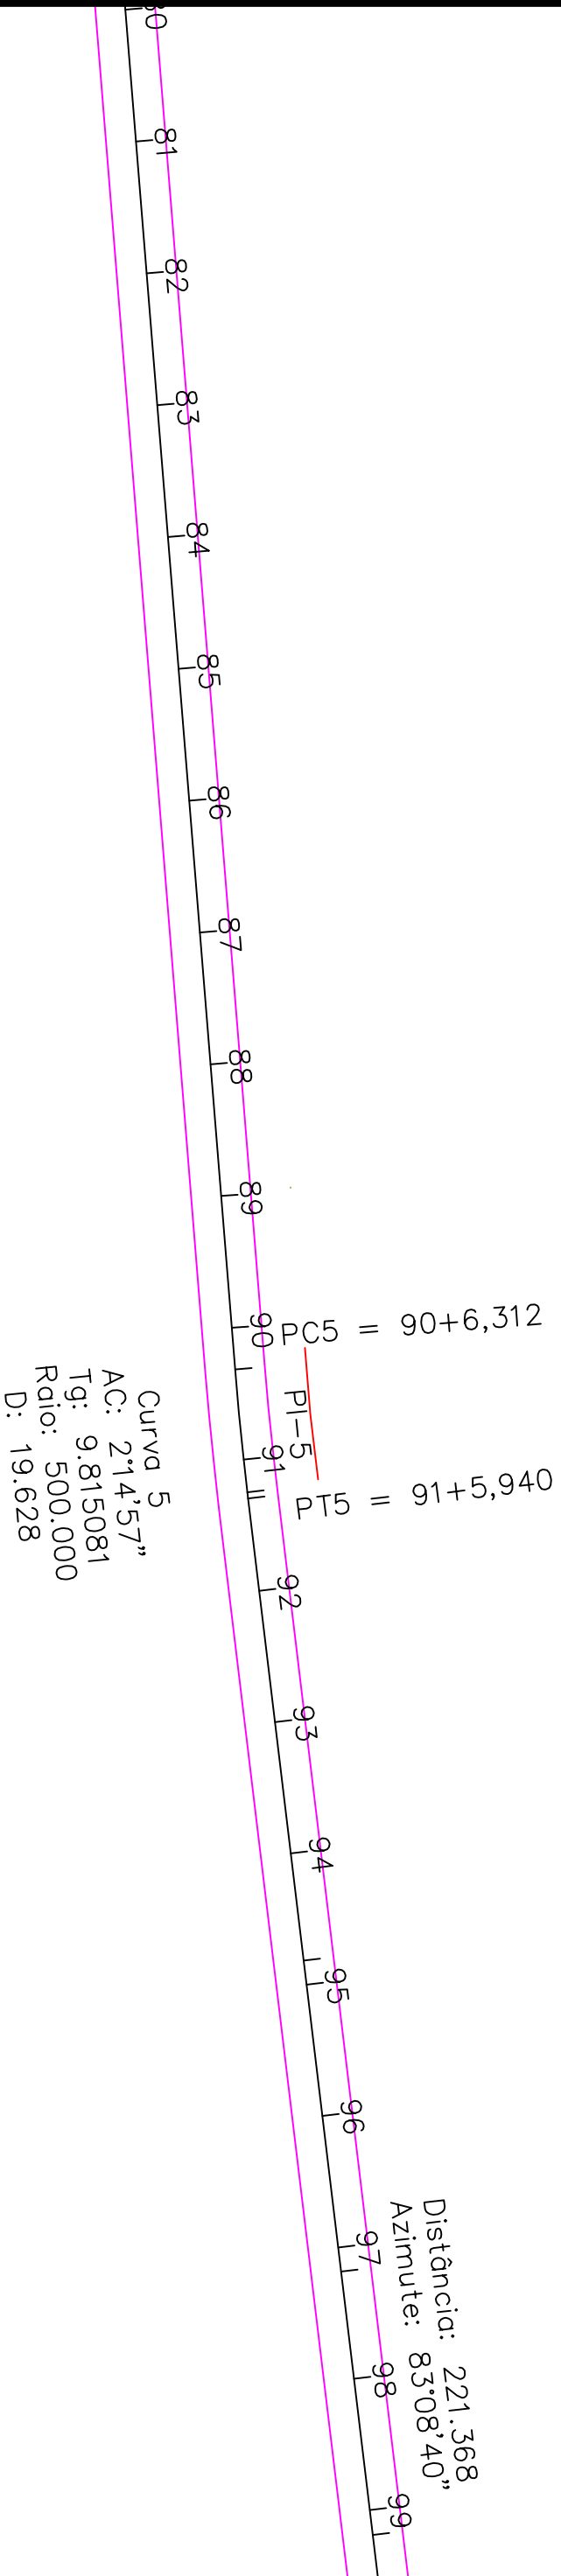 80
81
82
83
84
85
86
87
88
89
90
PC5 = 90+6,312
PI-5
91
PT5 = 91+5,940
Curva 5
AC: 2°14'57"
Tg: 9.815081
Raio: 500.000
D: 19.628
92
93
94
95
96
97
98
99
Distância: 221.368
Azimute: 83°08'40"